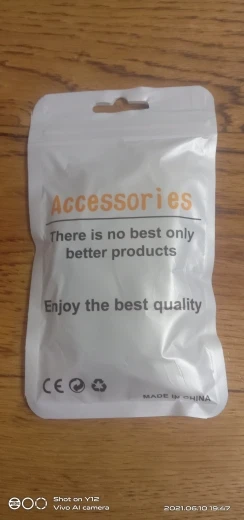 Accessories
There is no best only
better products
Enjoy the best quality
CE
MADE IN CHINA
Shot on Y12
Vivo AI camera
2021.06.10 19:47